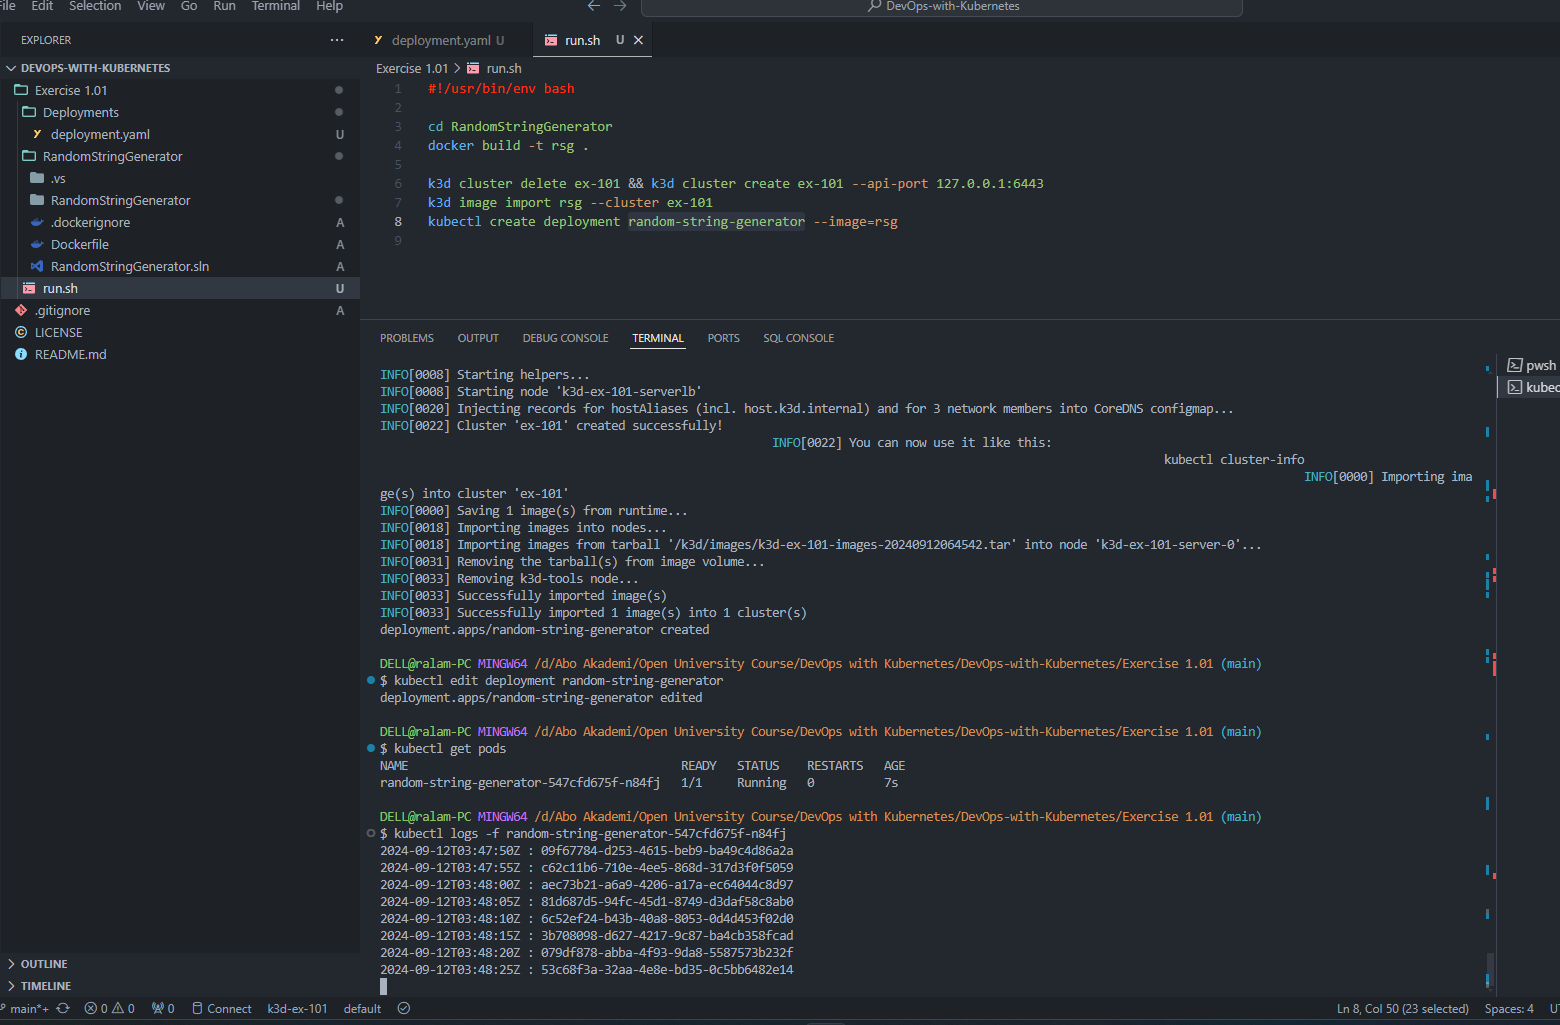 File Edit Selection View Go Run Terminal Help
DevOps-with-Kubernetes
EXPLORER
DEVOPS-WITH-KUBERNETES
Exercise 1.01
Deployments
deployment.yaml U
RandomStringGenerator
.vs
RandomStringGenerator
.dockerignore A
Dockerfile A
RandomStringGenerator.sln A
run.sh U
.gitignore A
LICENSE
README.md
OUTLINE
TIMELINE
deployment.yaml U
run.sh U
Exercise 1.01 > run.sh
1 #!/usr/bin/env bash
2
3 cd RandomStringGenerator
4 docker build -t rsg .
5
6 k3d cluster delete ex-101 && k3d cluster create ex-101 --api-port 127.0.0.1:6443
7 k3d image import rsg --cluster ex-101
8 kubectl create deployment random-string-generator --image=rsg
9
PROBLEMS OUTPUT DEBUG CONSOLE TERMINAL PORTS SQL CONSOLE
INFO[0008] Starting helpers...
INFO[0008] Starting node 'k3d-ex-101-serverlb'
INFO[0020] Injecting records for hostAliases (incl. host.k3d.internal) and for 3 network members into CoreDNS configmap...
INFO[0022] Cluster 'ex-101' created successfully!
INFO[0022] You can now use it like this:
kubectl cluster-info
INFO[0000] Importing ima
ge(s) into cluster 'ex-101'
INFO[0000] Saving 1 image(s) from runtime...
INFO[0018] Importing images into nodes...
INFO[0018] Importing images from tarball '/k3d/images/k3d-ex-101-images-20240912064542.tar' into node 'k3d-ex-101-server-0'...
INFO[0031] Removing the tarball(s) from image volume...
INFO[0033] Removing k3d-tools node...
INFO[0033] Successfully imported image(s)
INFO[0033] Successfully imported 1 image(s) into 1 cluster(s)
deployment.apps/random-string-generator created
DELL@ralam-PC MINGW64 /d/Abo Akademi/Open University Course/DevOps with Kubernetes/DevOps-with-Kubernetes/Exercise 1.01 (main)
$ kubectl edit deployment random-string-generator
deployment.apps/random-string-generator edited
DELL@ralam-PC MINGW64 /d/Abo Akademi/Open University Course/DevOps with Kubernetes/DevOps-with-Kubernetes/Exercise 1.01 (main)
$ kubectl get pods
NAME READY STATUS RESTARTS AGE
random-string-generator-547cfd675f-n84fj 1/1 Running 0 7s
DELL@ralam-PC MINGW64 /d/Abo Akademi/Open University Course/DevOps with Kubernetes/DevOps-with-Kubernetes/Exercise 1.01 (main)
$ kubectl logs -f random-string-generator-547cfd675f-n84fj
2024-09-12T03:47:50Z : 09f67784-d253-4615-beb9-ba49c4d86a2a
2024-09-12T03:47:55Z : c62c11b6-710e-4ee5-868d-317d3f0f5059
2024-09-12T03:48:00Z : aec73b21-a6a9-4206-a17a-ec64044c8d97
2024-09-12T03:48:05Z : 81d687d5-94fc-45d1-8749-d3daf58c8ab0
2024-09-12T03:48:10Z : 6c52ef24-b43b-40a8-8053-0d4d453f02d0
2024-09-12T03:48:15Z : 3b708098-d627-4217-9c87-ba4cb358fcad
2024-09-12T03:48:20Z : 079df878-abba-4f93-9da8-5587573b232f
2024-09-12T03:48:25Z : 53c68f3a-32aa-4e8e-bd35-0c5bb6482e14
pwsh
kubec
main*+ 0 0 0 Connect k3d-ex-101 default Ln 8, Col 50 (23 selected) Spaces: 4 UT